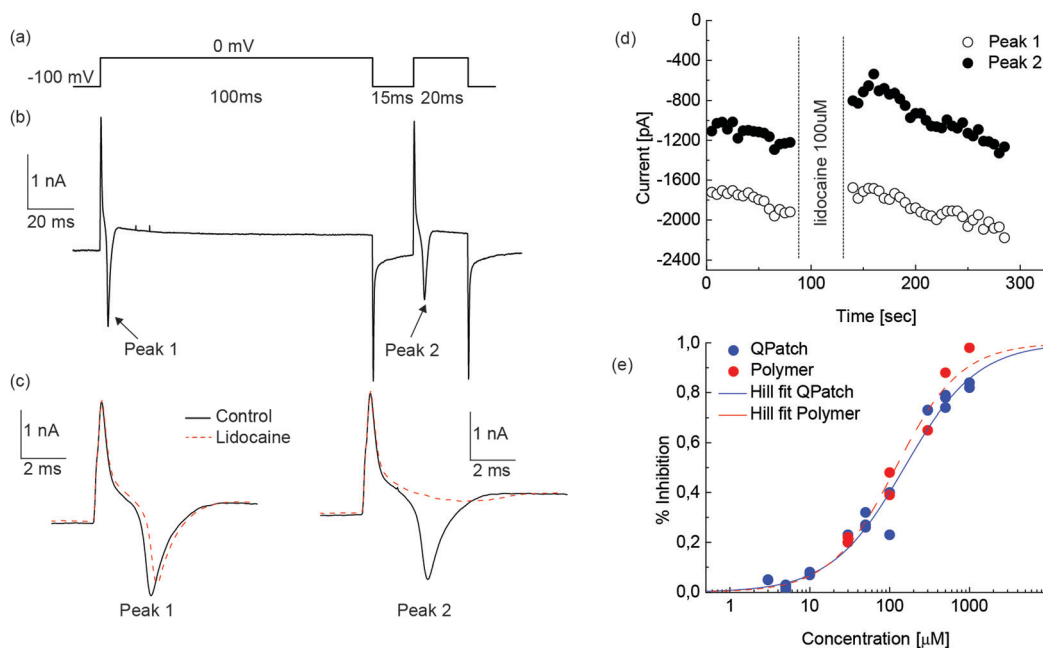 (a)
0 mV
-100 mV
100ms
15ms
20ms
(b)
1 nA
20 ms
Peak 1
Peak 2
(c)
1 nA
2 ms
Control
Lidocaine
1 nA
2 ms
Peak 1
Peak 2
(d)
0
-400
-800
-1200
-1600
-2000
-2400
Current [pA]
Peak 1
Peak 2
lidocaine 100uM
0
100
200
300
Time [sec]
(e)
QPatch
Polymer
Hill fit QPatch
Hill fit Polymer
1,0
0,8
0,6
0,4
0,2
0,0
% Inhibition
1
10
100
1000
Concentration [µM]